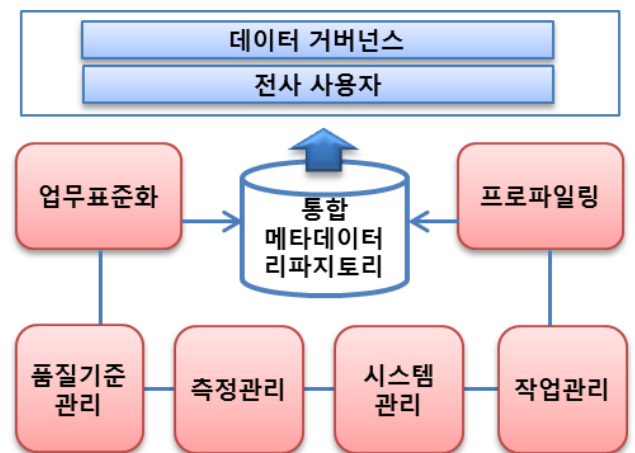 데이터 거버넌스
전사 사용자
업무표준화
통합
메타데이터
리파지토리
프로파일링
품질기준
관리
측정관리
시스템
관리
작업관리